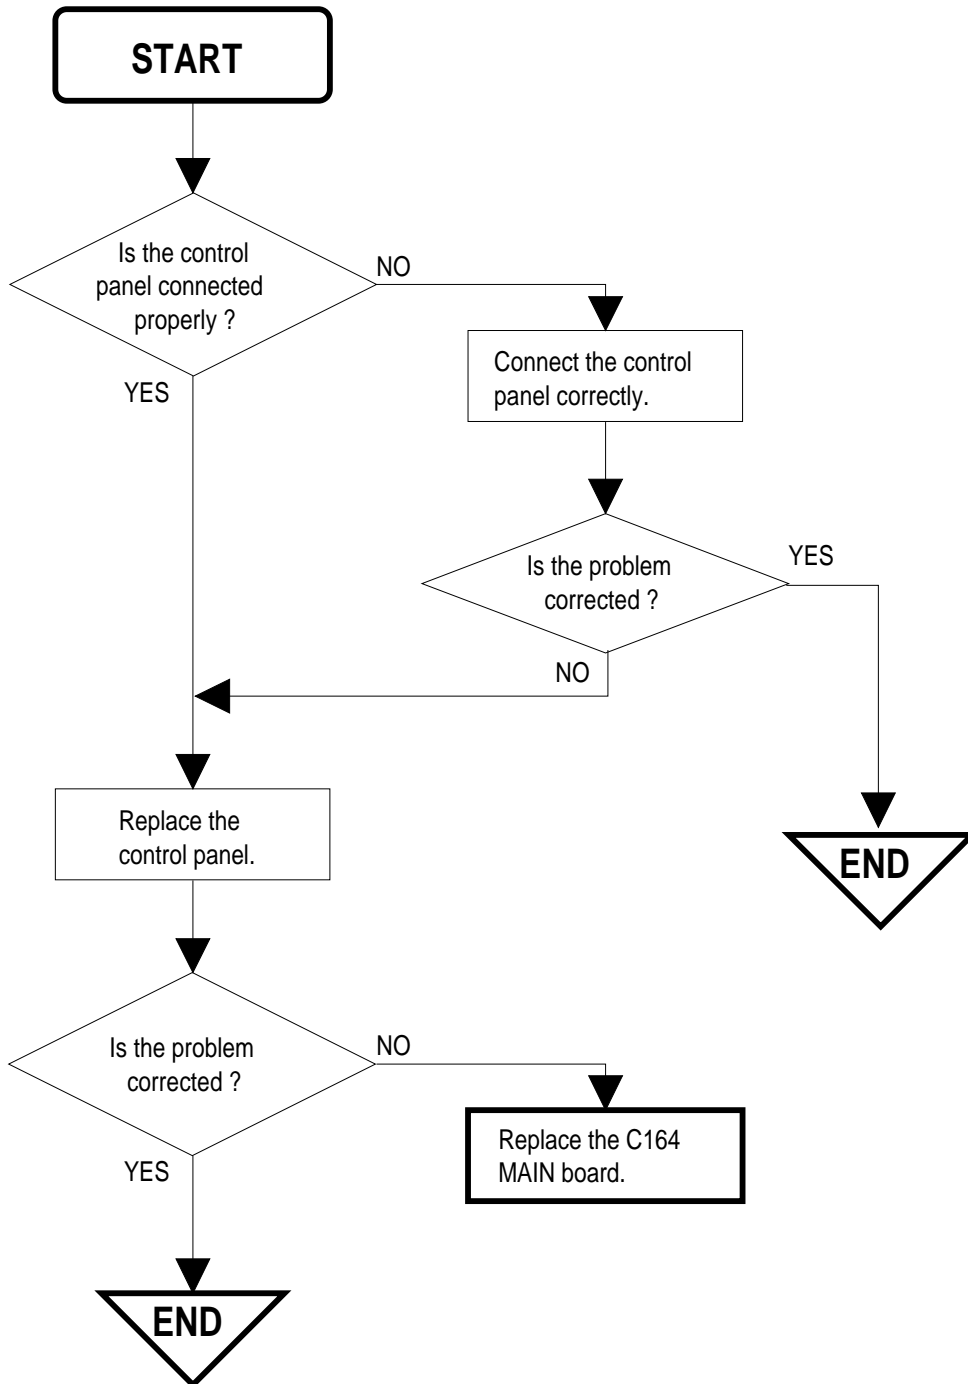 START
Is the control
panel connected
properly ?
NO
YES
Connect the control
panel correctly.
Is the problem
corrected ?
YES
NO
Replace the
control panel.
END
Is the problem
corrected ?
NO
YES
Replace the C164
MAIN board.
END